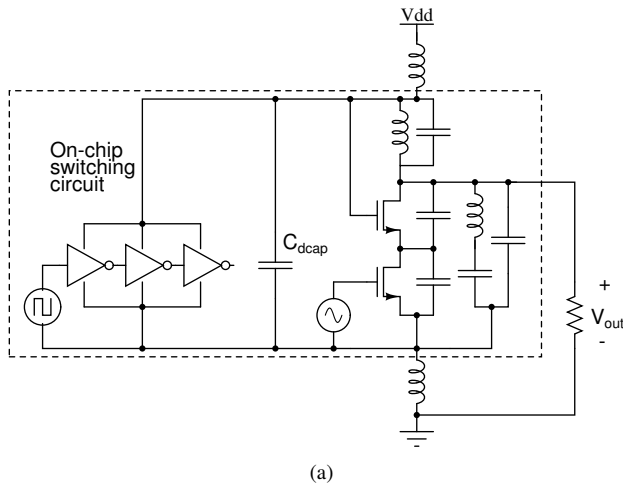 Vdd
On-chip
switching
circuit
Cdcap
+
Vout
-
(a)